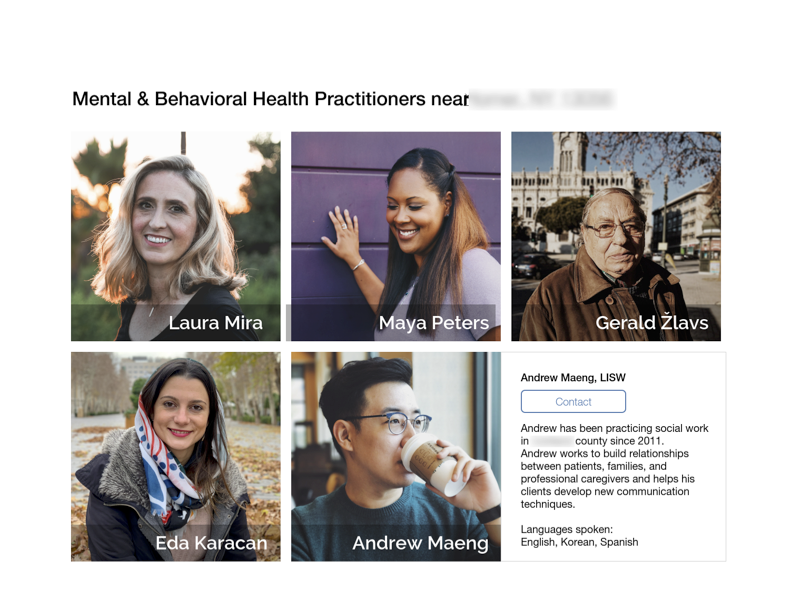 Mental & Behavioral Health Practitioners near
Laura Mira
Maya Peters
Gerald Žlavs
Eda Karacan
Andrew Maeng
Andrew Maeng, LISW
Contact
Andrew has been practicing social work
in county since 2011.
Andrew works to build relationships
between patients, families, and
professional caregivers and helps his
clients develop new communication
techniques.
Languages spoken:
English, Korean, Spanish